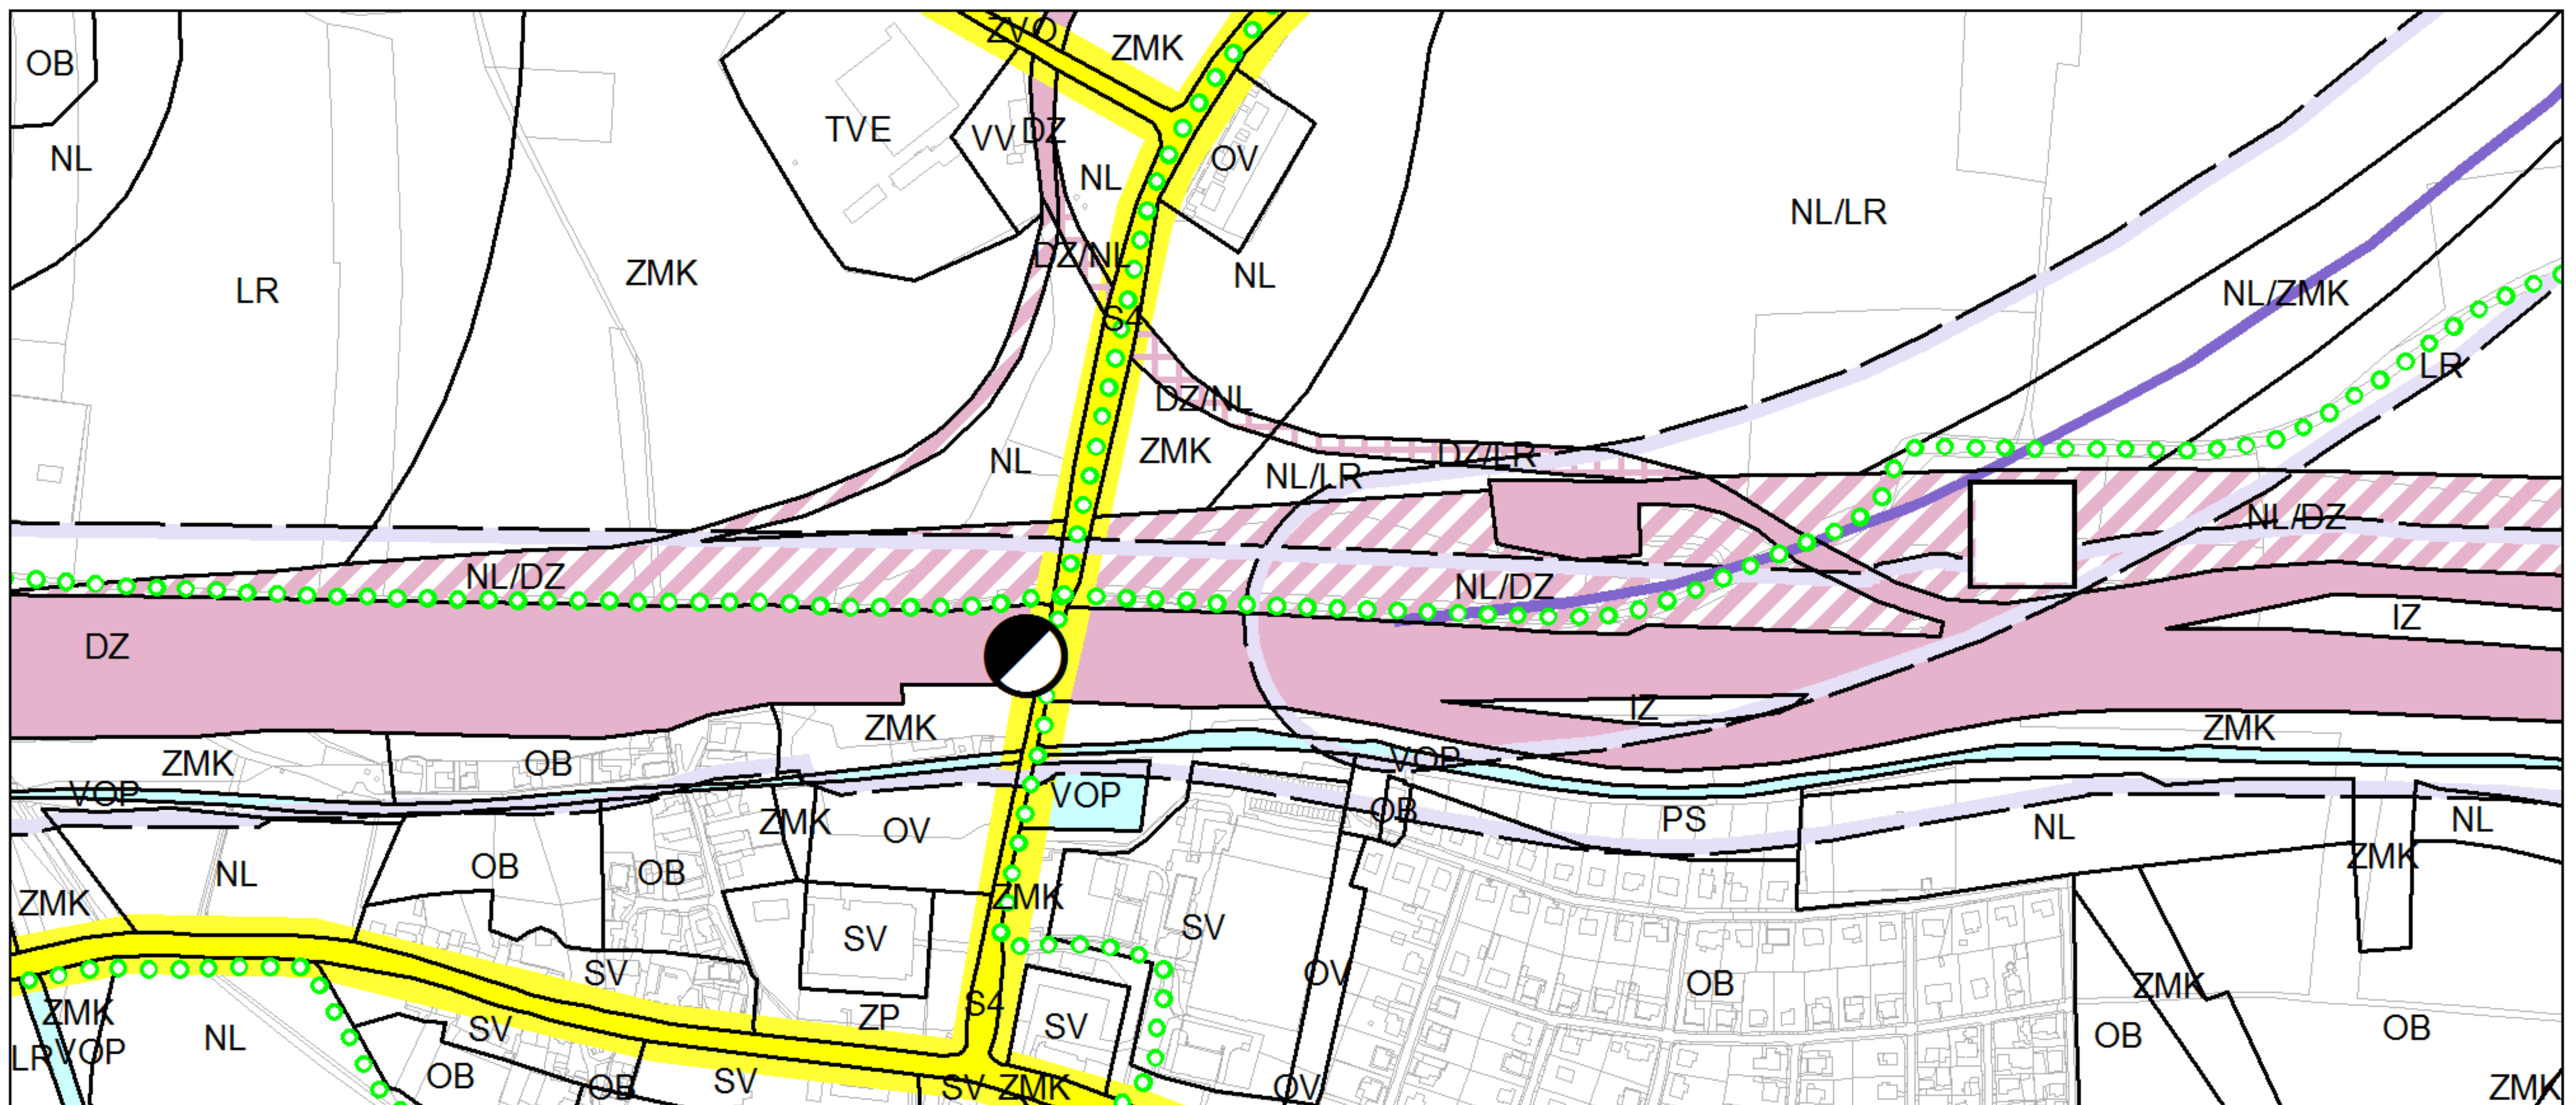 ZVO
ZMK
OB
TVE
VV
DZ
NL
OV
NL
NL/LR
DZ/NL
ZMK
NL
LR
NL/ZMK
S4
LR
DZ/NL
ZMK
DZ/LR
NL
NL/LR
NL/DZ
NL/DZ
NL/DZ
IZ
DZ
IZ
ZMK
ZMK
VOP
ZMK
OB
VOP
VOP
OB
PS
ZMK
OV
NL
NL
ZMK
OB
OB
NL
ZMK
ZMK
SV
SV
SV
OV
OB
ZMK
S4
ZMK
ZP
SV
SV
NL
OB
OB
LR
VOP
OB
OB
SV
SV
ZMK
OV
ZMK